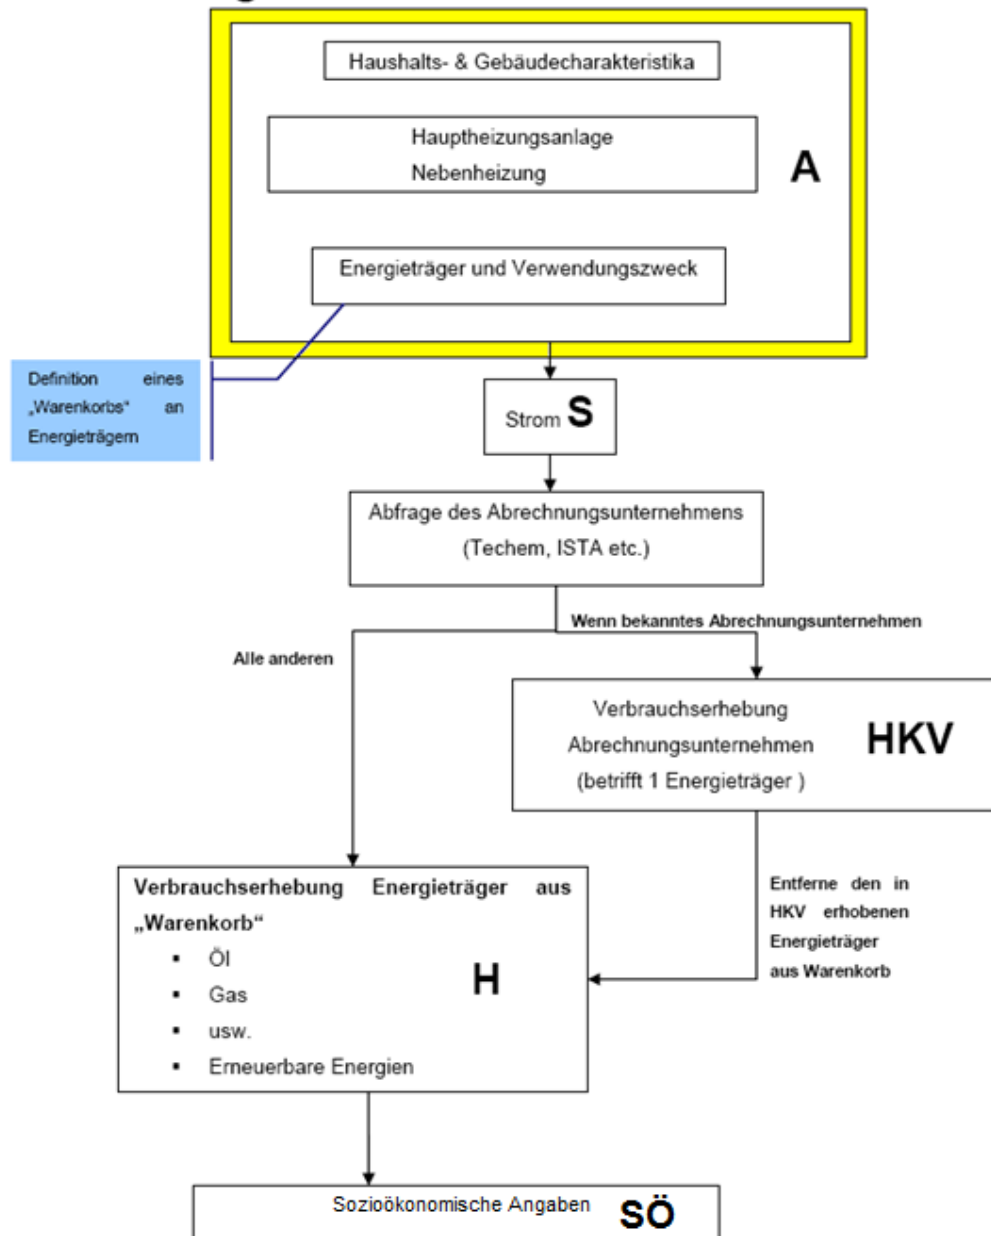 Haushalts- & Gebäudecharakteristika
Hauptheizungsanlage
Nebenheizung
A
Energieträger und Verwendungszweck
Definition eines
„Warenkorbs“ an
Energieträgern
Strom S
Abfrage des Abrechnungsunternehmens
(Techem, ISTA etc.)
Wenn bekanntes Abrechnungsunternehmen
Alle anderen
Verbrauchserhebung
Abrechnungsunternehmen
(betrifft 1 Energieträger )
HKV
Entferne den in
HKV erhobenen
Energieträger
aus Warenkorb
Verbrauchserhebung Energieträger aus
„Warenkorb“
▪ Öl
▪ Gas
▪ usw.
▪ Erneuerbare Energien
H
Sozioökonomische Angaben SÖ